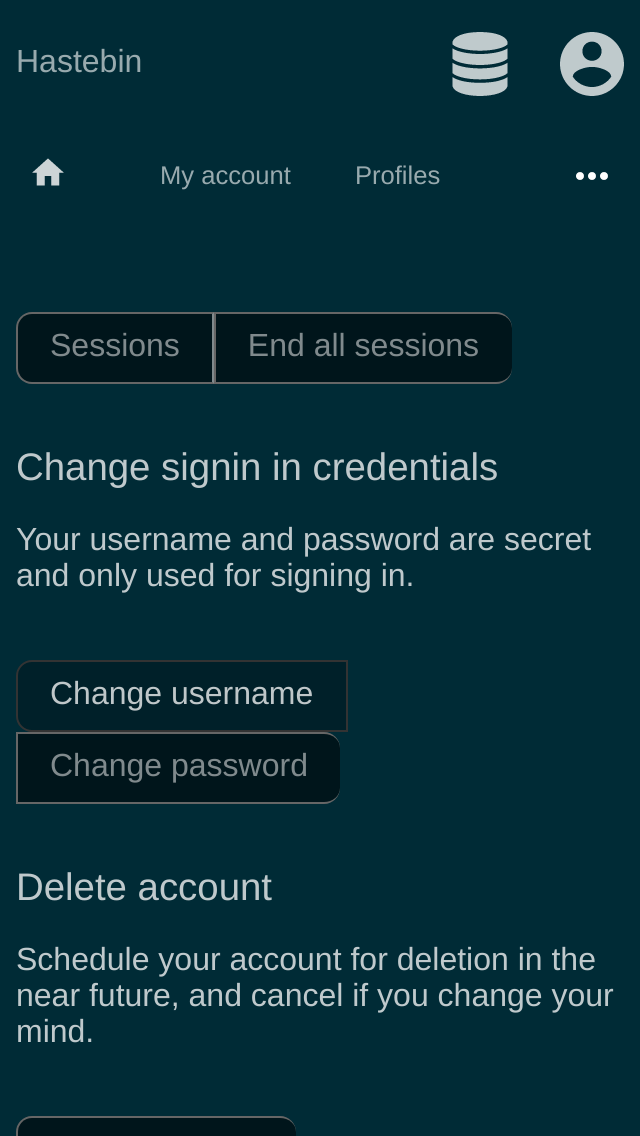 Hastebin
My account
Profiles
Sessions
End all sessions
Change signin in credentials
Your username and password are secret
and only used for signing in.
Change username
Change password
Delete account
Schedule your account for deletion in the
near future, and cancel if you change your
mind.